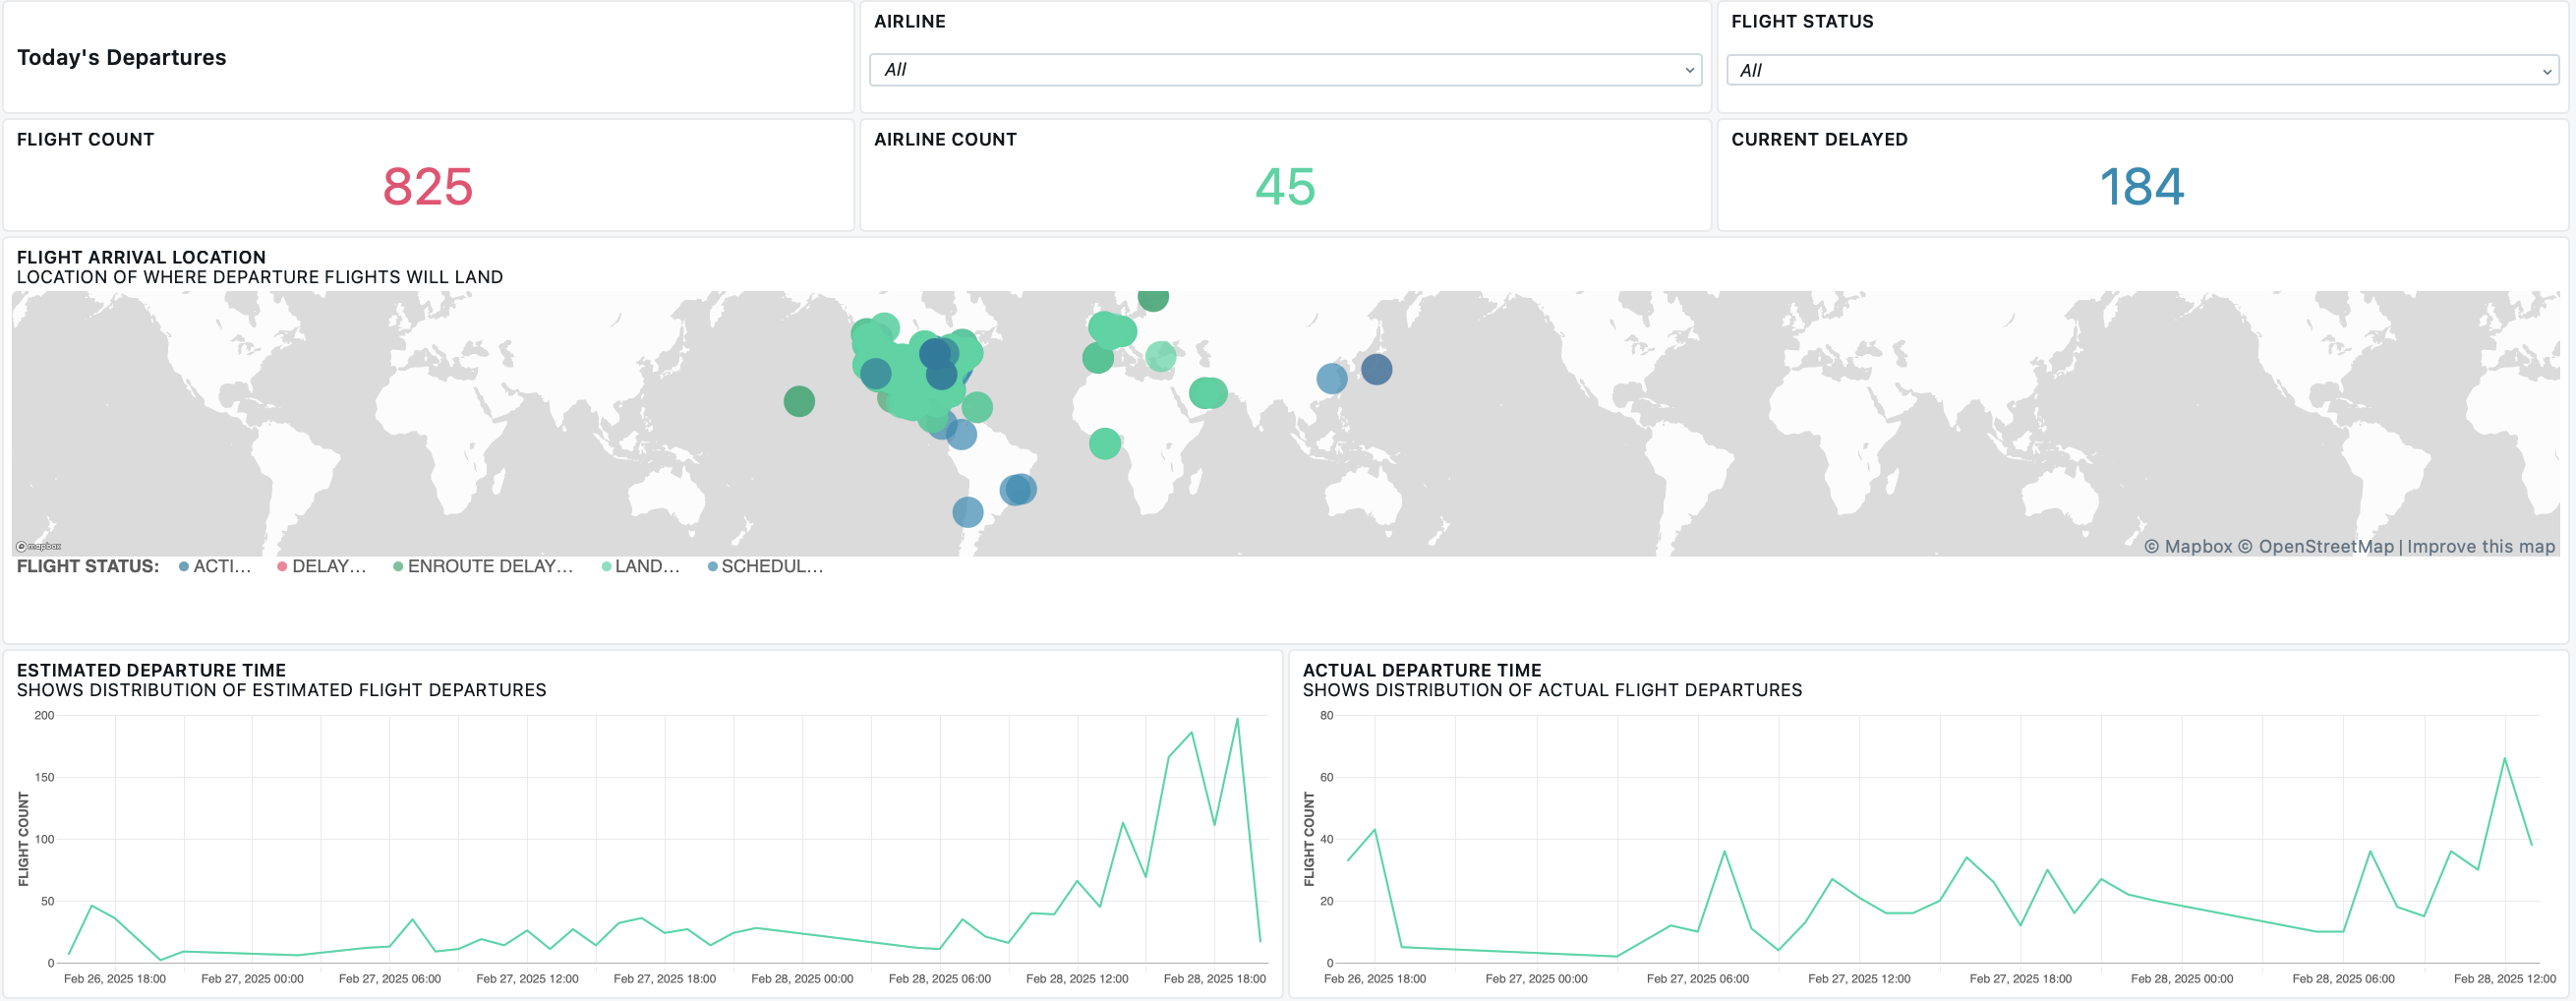 Today's Departures
AIRLINE
All
FLIGHT STATUS
All
FLIGHT COUNT
825
AIRLINE COUNT
45
CURRENT DELAYED
184
FLIGHT ARRIVAL LOCATION
LOCATION OF WHERE DEPARTURE FLIGHTS WILL LAND
mapbox
© Mapbox © OpenStreetMap | Improve this map
FLIGHT STATUS: ACTI... DELAY... ENROUTE DELAY... LAND... SCHEDUL...
ESTIMATED DEPARTURE TIME
SHOWS DISTRIBUTION OF ESTIMATED FLIGHT DEPARTURES
FLIGHT COUNT
200
150
100
50
0
Feb 26, 2025 18:00 Feb 27, 2025 00:00 Feb 27, 2025 06:00 Feb 27, 2025 12:00 Feb 27, 2025 18:00 Feb 28, 2025 00:00 Feb 28, 2025 06:00 Feb 28, 2025 12:00 Feb 28, 2025 18:00
ACTUAL DEPARTURE TIME
SHOWS DISTRIBUTION OF ACTUAL FLIGHT DEPARTURES
FLIGHT COUNT
80
60
40
20
0
Feb 26, 2025 18:00 Feb 27, 2025 00:00 Feb 27, 2025 06:00 Feb 27, 2025 12:00 Feb 27, 2025 18:00 Feb 28, 2025 00:00 Feb 28, 2025 06:00 Feb 28, 2025 12:00